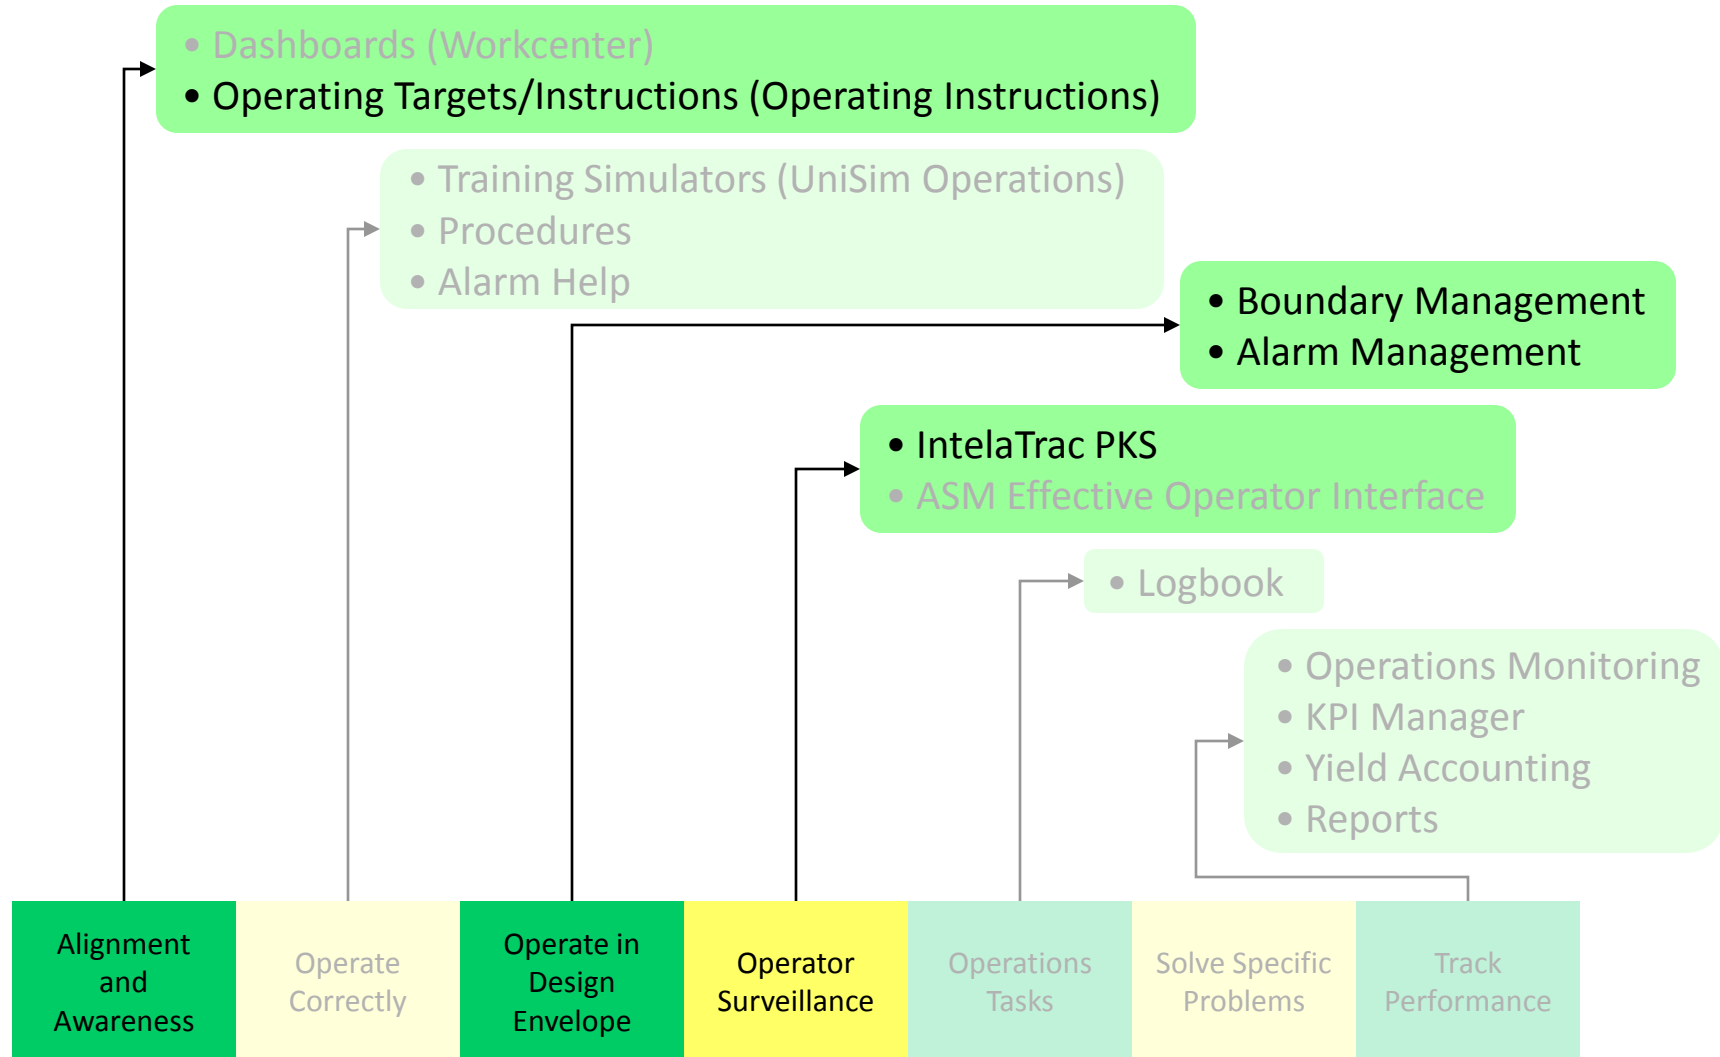 • Dashboards (Workcenter)
• Operating Targets/Instructions (Operating Instructions)
• Training Simulators (UniSim Operations)
• Procedures
• Alarm Help
• Boundary Management
• Alarm Management
• IntelaTrac PKS
• ASM Effective Operator Interface
• Logbook
• Operations Monitoring
• KPI Manager
• Yield Accounting
• Reports
Alignment
and
Awareness
Operate
Correctly
Operate in
Design
Envelope
Operator
Surveillance
Operations
Tasks
Solve Specific
Problems
Track
Performance